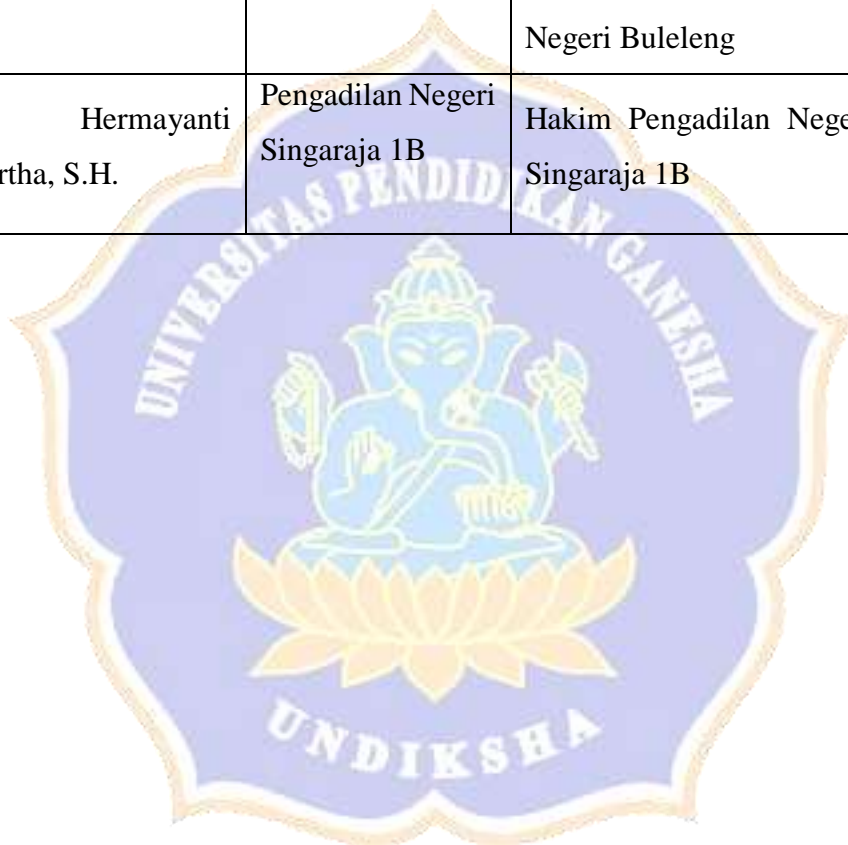 Negeri Buleleng
Hermayanti
rtha, S.H.
Pengadilan Negeri
Singaraja 1B
Hakim Pengadilan Nege
Singaraja 1B
UNIVERSITAS PENDIDIKAN GANESHA
UNDIKSHA